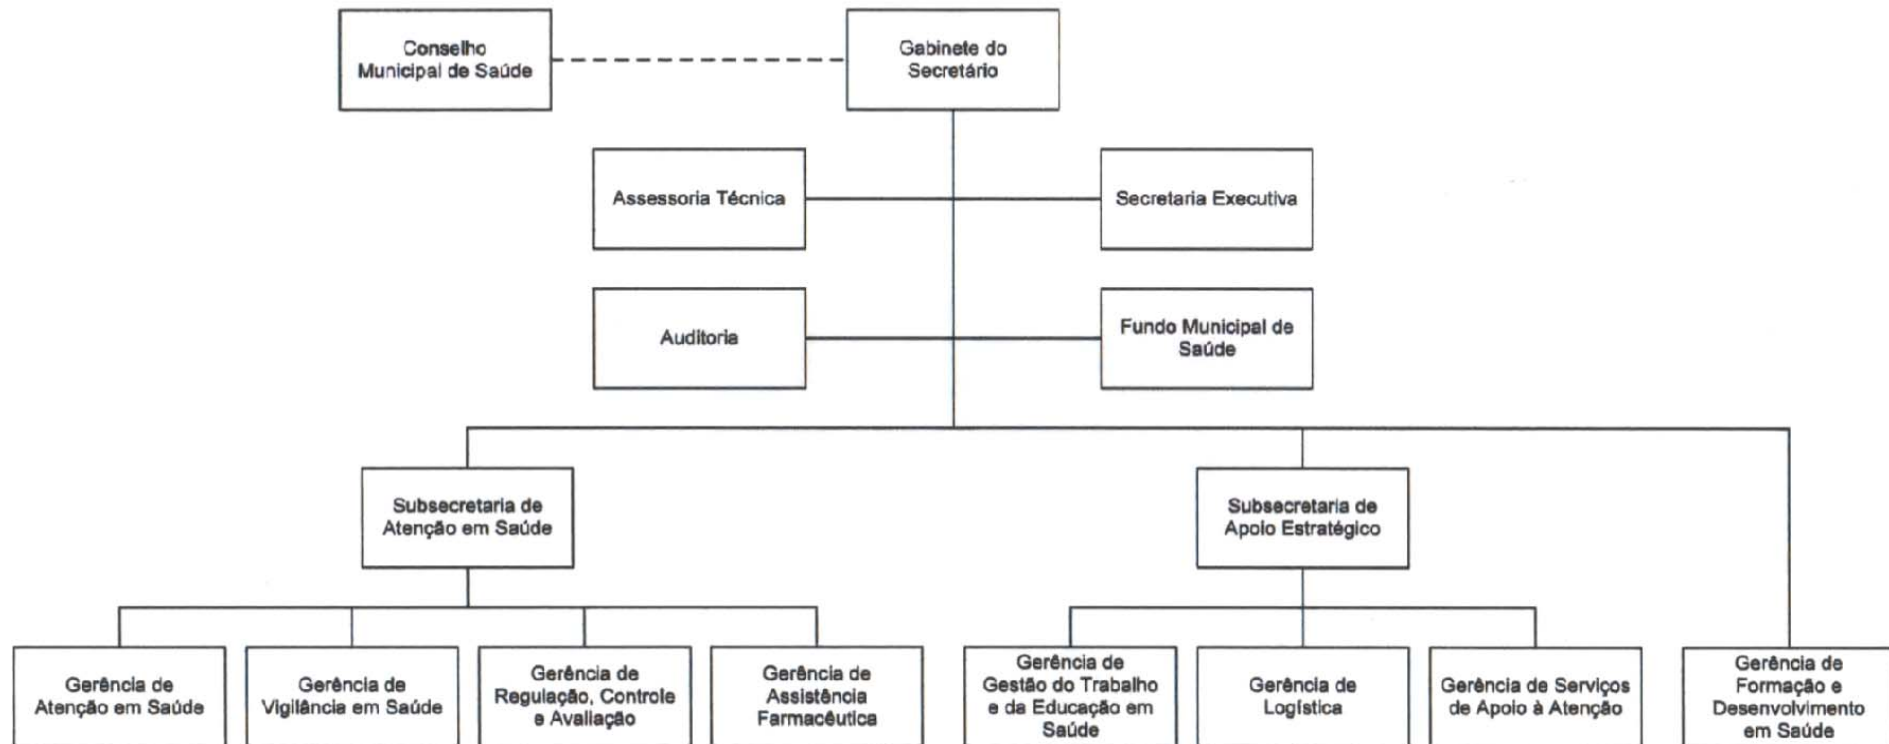 Conselho
Municipal de Saúde
Gabinete do
Secretário
Assessoria Técnica
Secretaria Executiva
Auditoria
Fundo Municipal de
Saúde
Subsecretaria de
Atenção em Saúde
Subsecretaria de
Apoio Estratégico
Gerência de
Atenção em Saúde
Gerência de
Vigilância em Saúde
Gerência de
Regulação, Controle
e Avaliação
Gerência de
Assistência
Farmacêutica
Gerência de
Gestão do Trabalho
e da Educação em
Saúde
Gerência de
Logística
Gerência de Serviços
de Apoio à Atenção
Gerência de
Formação e
Desenvolvimento
em Saúde